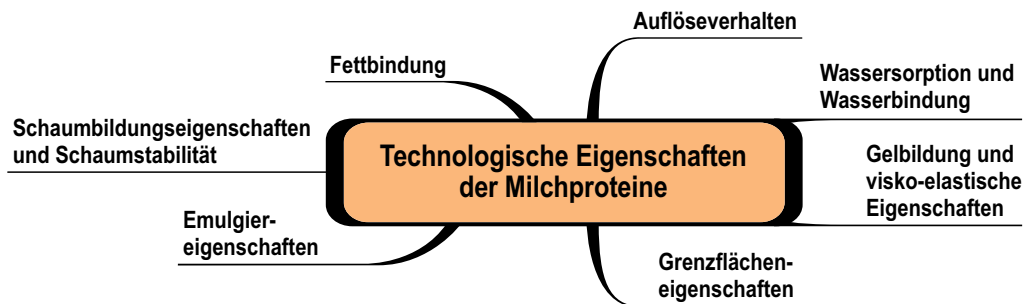 Auflöseverhalten
Fettbindung
Wassersorption und
Wasserbindung
Schaumbildungseigenschaften
und Schaumstabilität
Technologische Eigenschaften
der Milchproteine
Gelbildung und
visko-elastische
Eigenschaften
Emulgier-
eigenschaften
Grenzflächen-
eigenschaften